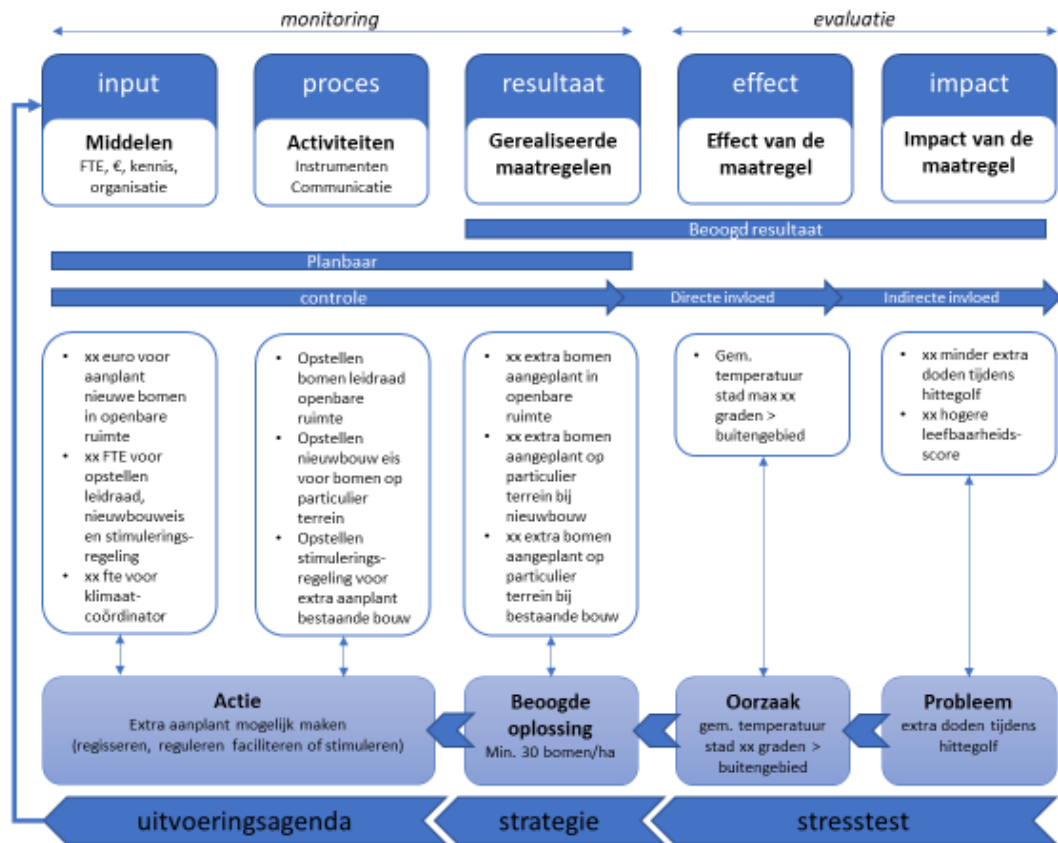 monitoring
evaluatie
input
proces
resultaat
effect
impact
Middelen
FTE, €, kennis,
organisatie
Activiteiten
Instrumenten
Communicatie
Gerealiseerde
maatregelen
Effect van de
maatregel
Impact van de
maatregel
Beoogd resultaat
Planbaar
controle
Directe invloed
Indirecte invloed
• xx euro voor
aanplant
nieuwe bomen
in openbare
ruimte
• xx FTE voor
opstellen
leidraad,
nieuwbouweis
en stimulerings-
regeling
• xx fte voor
klimaat-
coördinator
• Opstellen
bomen leidraad
openbare
ruimte
• Opstellen
nieuwbouw eis
voor bomen op
particulier
terrein
• Opstellen
stimulerings-
regeling voor
extra aanplant
bestaande bouw
• xx extra bomen
aangeplant in
openbare
ruimte
• xx extra bomen
aangeplant op
particulier
terrein bij
nieuwbouw
• xx extra bomen
aangeplant op
particulier
terrein bij
bestaande bouw
• Gem.
temperatuur
stad max xx
graden >
buitengebied
• xx minder extra
doden tijdens
hittegolf
• xx hogere
leefbaarheids-
score
Actie
Extra aanplant mogelijk maken
(regisseren, reguleren faciliteren of stimuleren)
Beoogde
oplossing
Min. 30 bomen/ha
Oorzaak
gem. temperatuur
stad xx graden >
buitengebied
Probleem
extra doden tijdens
hittegolf
uitvoeringsagenda
strategie
stresstest